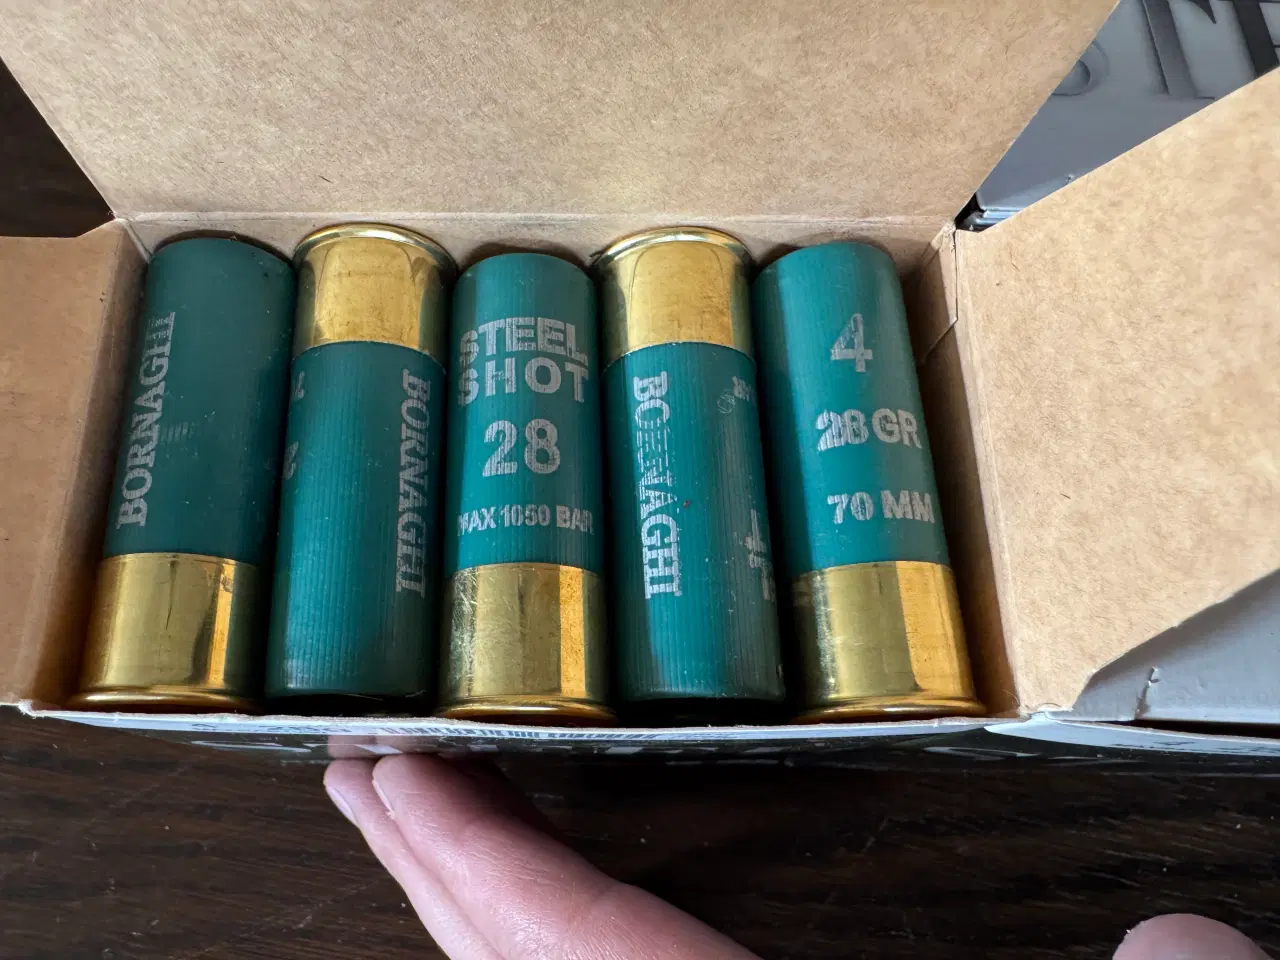 BORNAGHI
BORNAGHI
STEEL
SHOT
28
MAX 1050 BAR
BORNAGHI
4
28 GR
70 MM